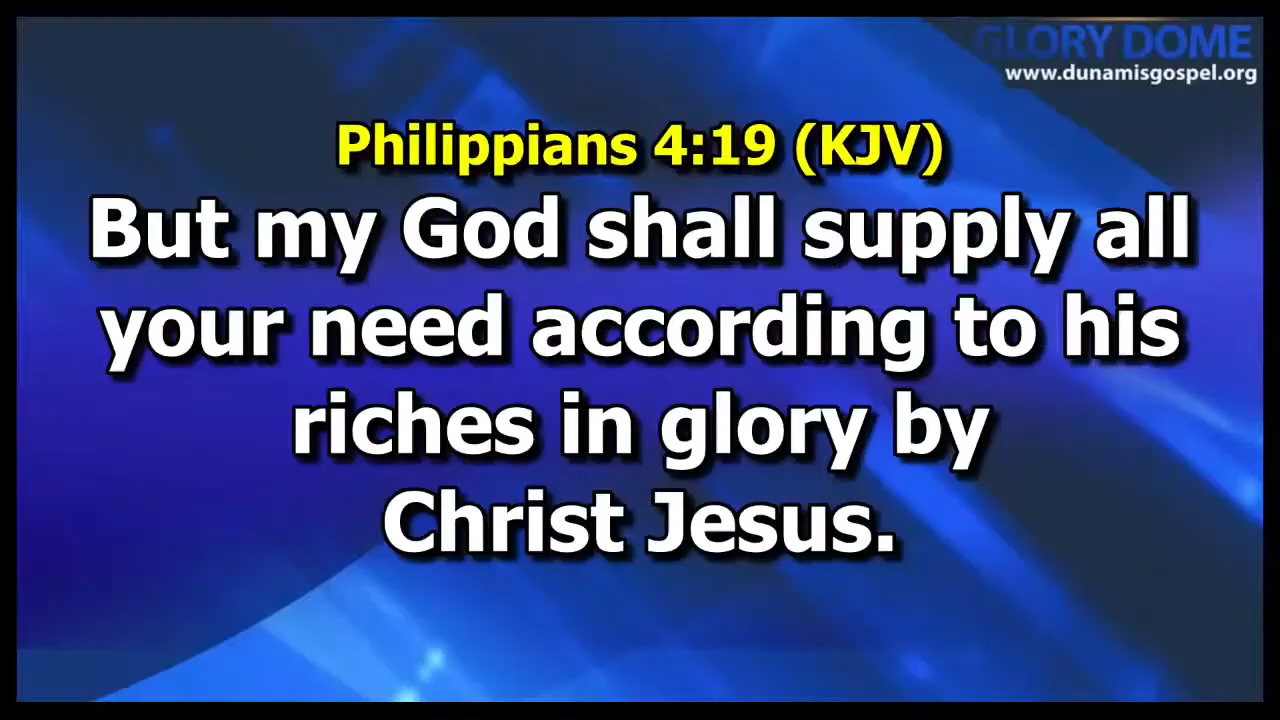 GLORY DOME
www.dunamisgospel.org
Philippians 4:19 (KJV)
But my God shall supply all
your need according to his
riches in glory by
Christ Jesus.